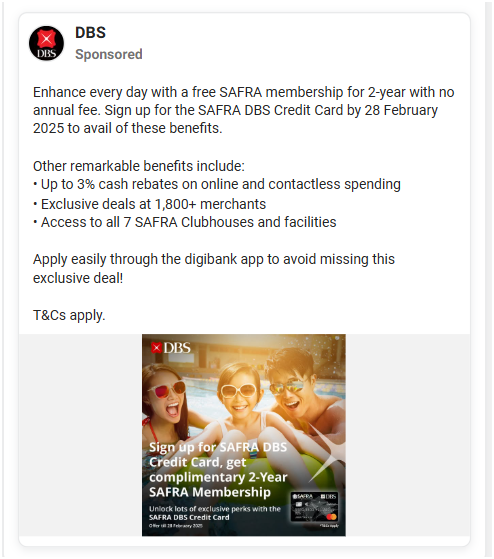 DBS
DBS
Sponsored
Enhance every day with a free SAFRA membership for 2-year with no
annual fee. Sign up for the SAFRA DBS Credit Card by 28 February
2025 to avail of these benefits.
Other remarkable benefits include:
• Up to 3% cash rebates on online and contactless spending
• Exclusive deals at 1,800+ merchants
• Access to all 7 SAFRA Clubhouses and facilities
Apply easily through the digibank app to avoid missing this
exclusive deal!
T&Cs apply.
DBS
Sign up for SAFRA DBS
Credit Card, get
complimentary 2-Year
SAFRA Membership
Unlock lots of exclusive perks with the
SAFRA DBS Credit Card
Offer till 28 February 2025
SAFRA DBS
T&Cs Apply